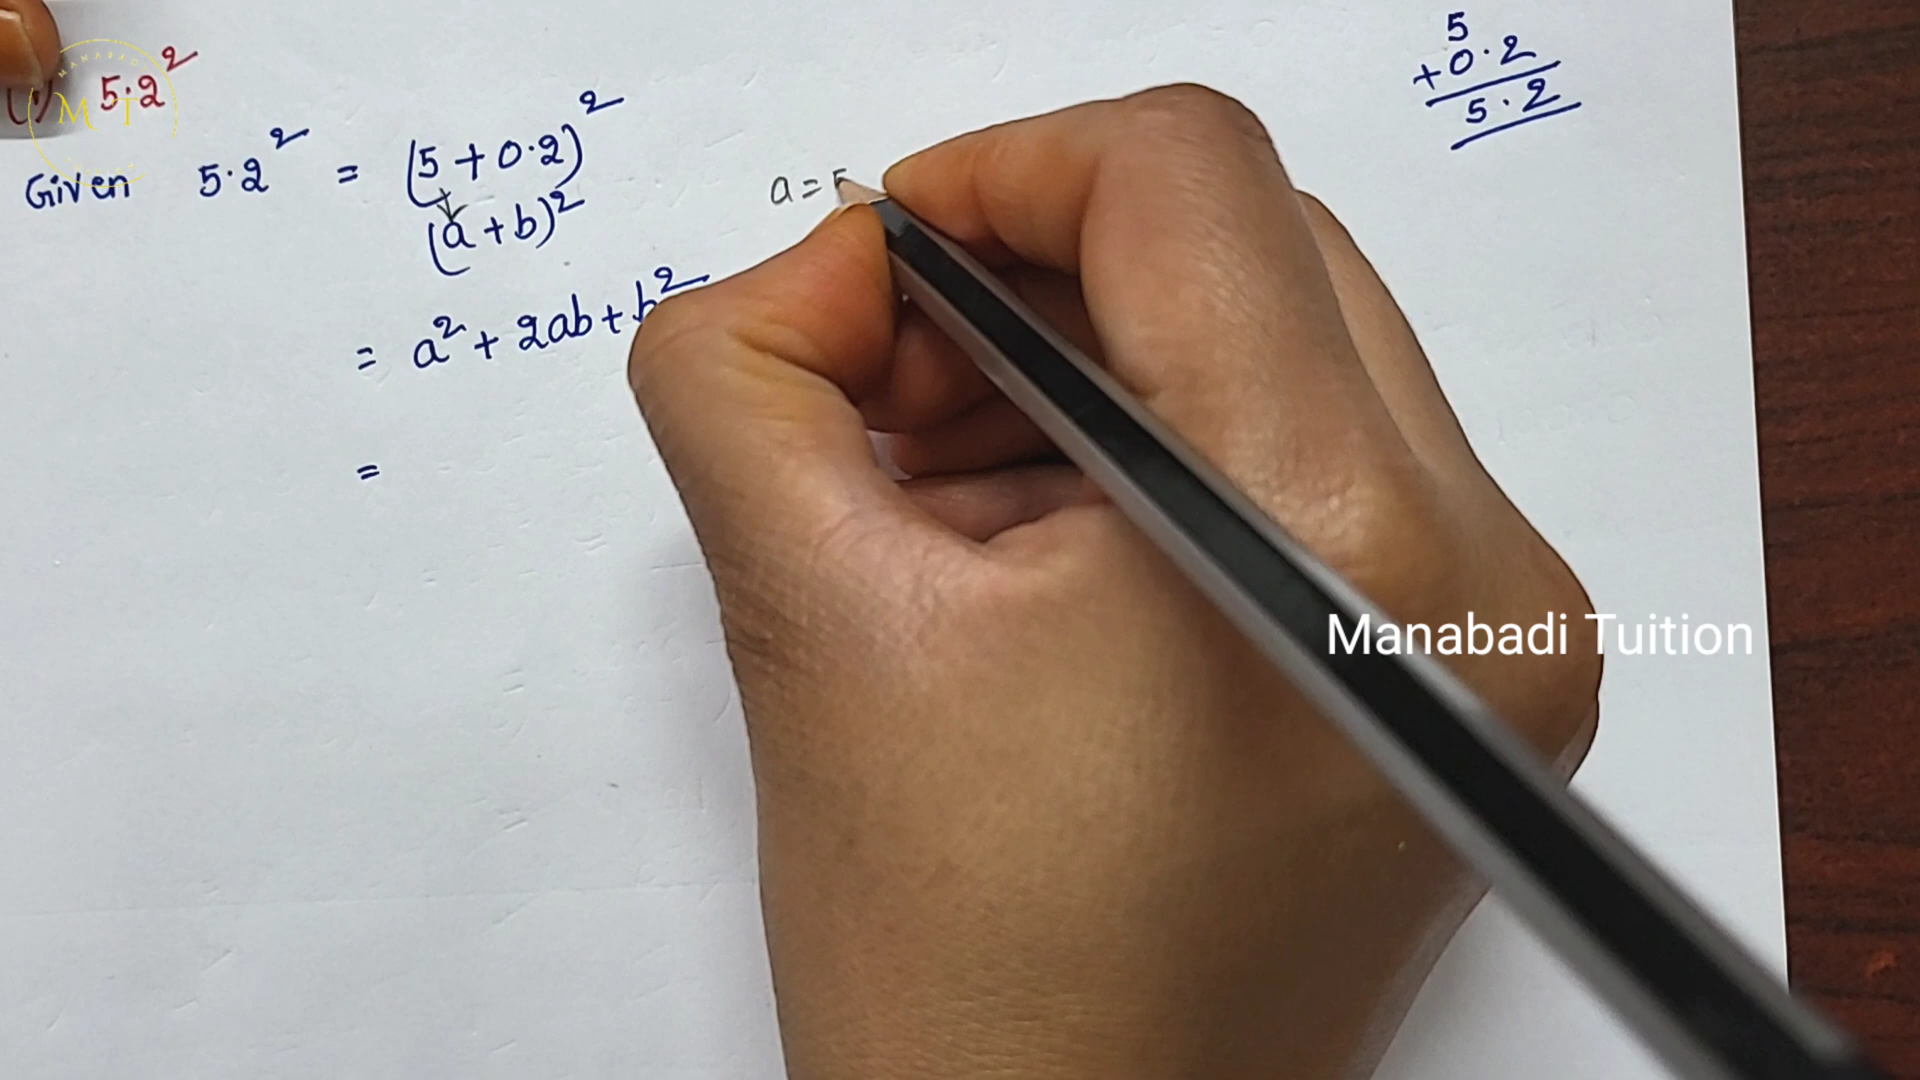 5
+ 0.2
5.2
5.2²
MT
Given 5.2² = (5 + 0.2)²
(a + b)²
a = 5
= a² + 2ab + b²
=
Manabadi Tuition